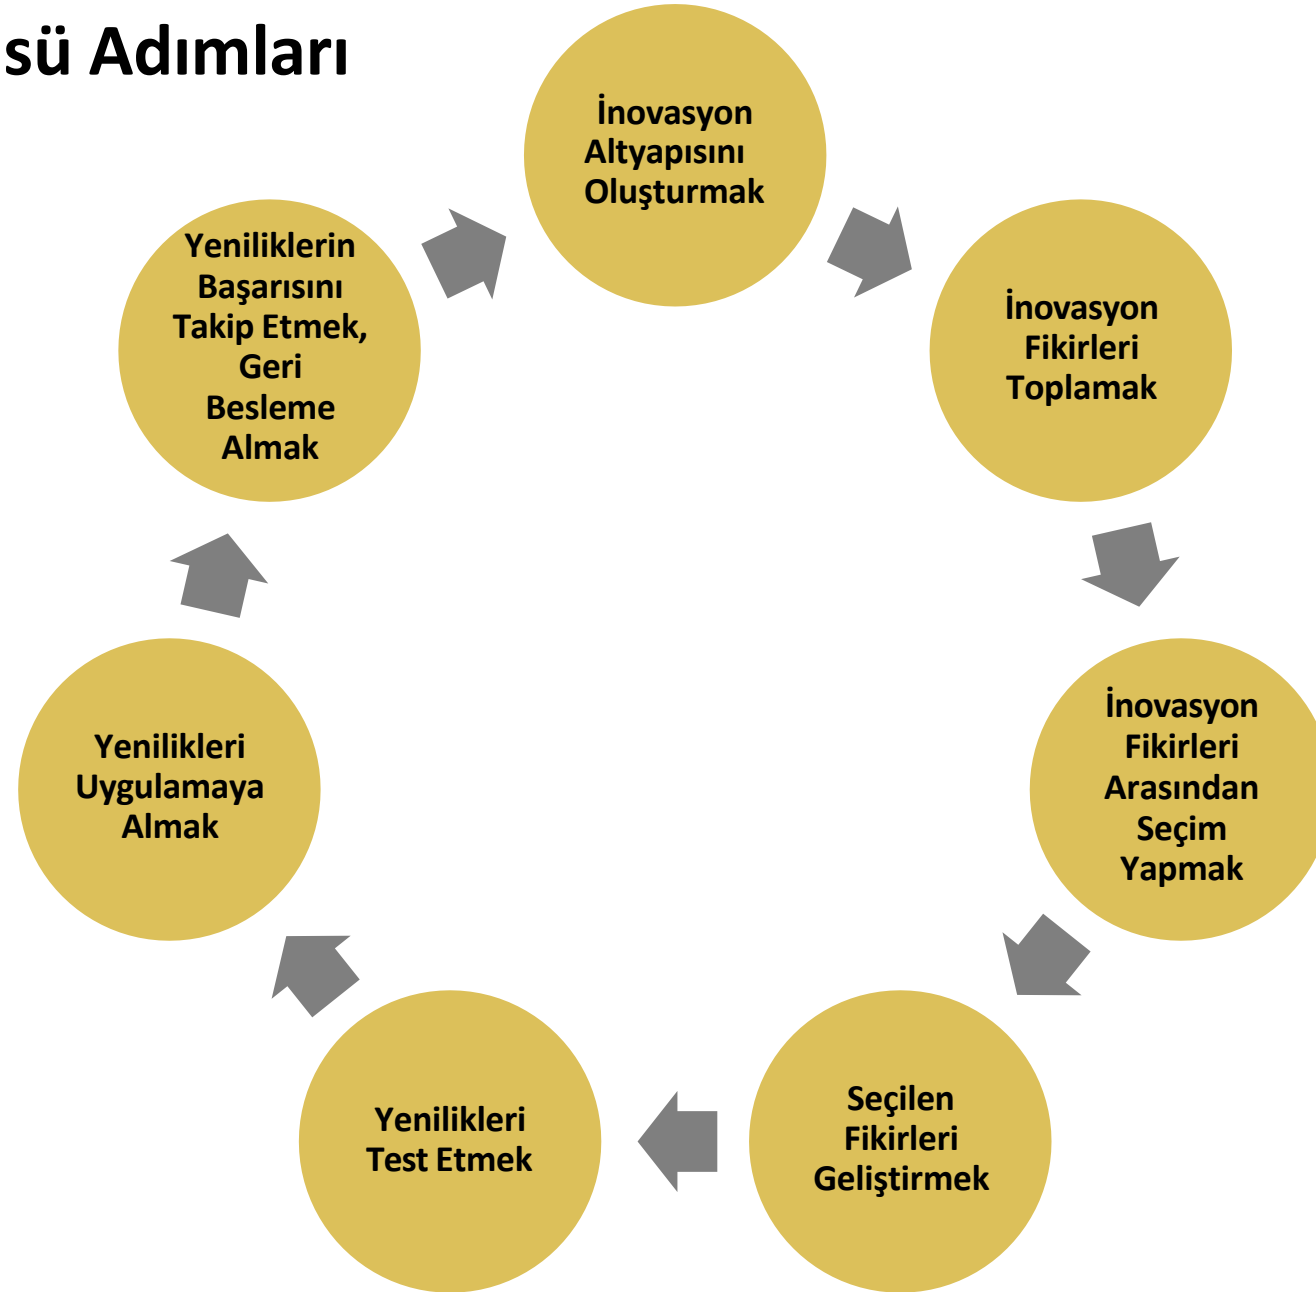 sü Adımları
İnovasyon
Altyapısını
Oluşturmak
İnovasyon
Fikirleri
Toplamak
İnovasyon
Fikirleri
Arasından
Seçim
Yapmak
Seçilen
Fikirleri
Geliştirmek
Yenilikleri
Test Etmek
Yenilikleri
Uygulamaya
Almak
Yeniliklerin
Başarısını
Takip Etmek,
Geri
Besleme
Almak